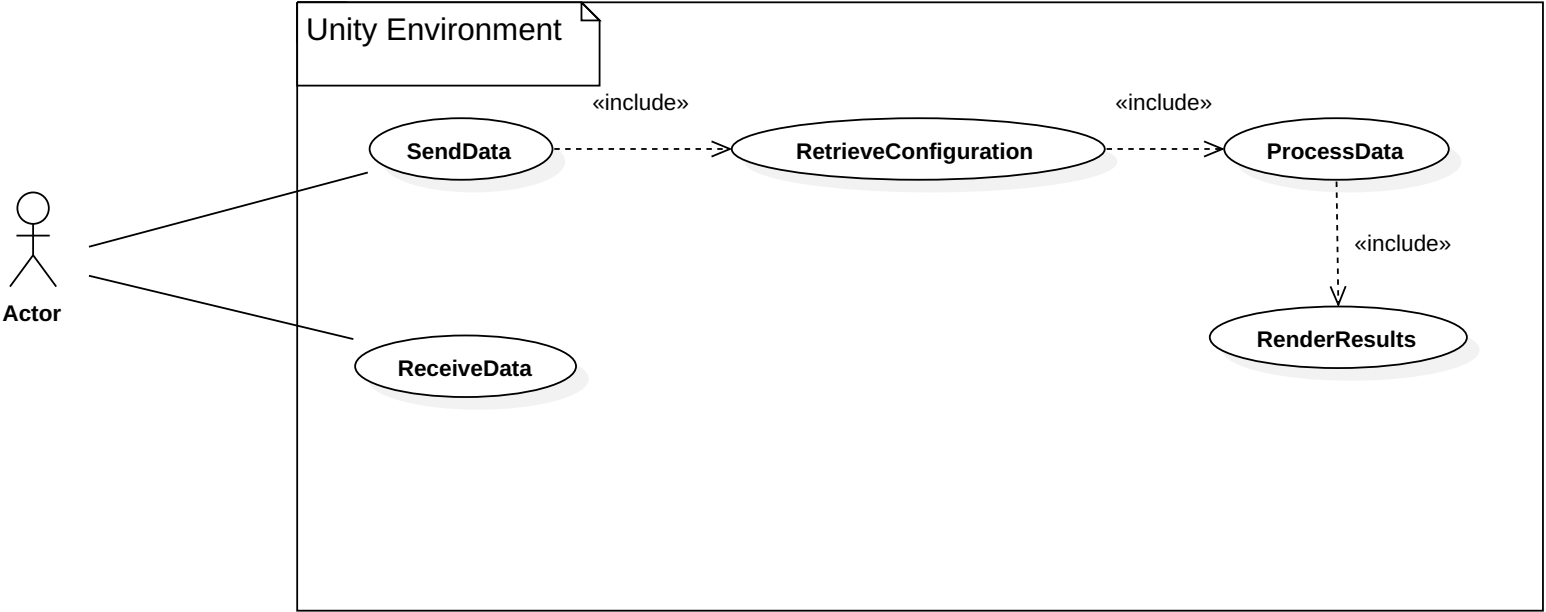 Unity Environment
«include»
«include»
SendData
RetrieveConfiguration
ProcessData
«include»
Actor
RenderResults
ReceiveData